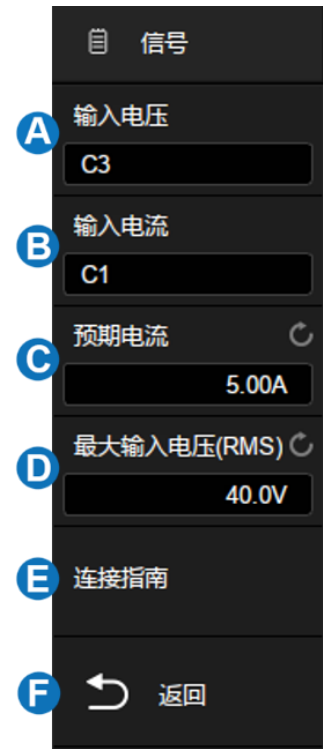 信号
A
输入电压
C3
B
输入电流
C1
C
预期电流
5.00A
D
最大输入电压(RMS)
40.0V
E
连接指南
F
返回